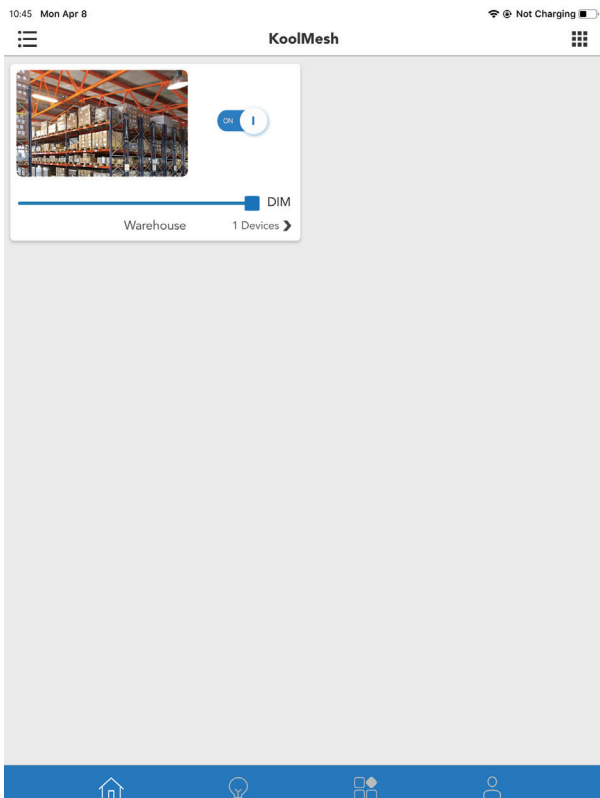 10:45 Mon Apr 8 Not Charging
KoolMesh
ON
DIM
Warehouse 1 Devices